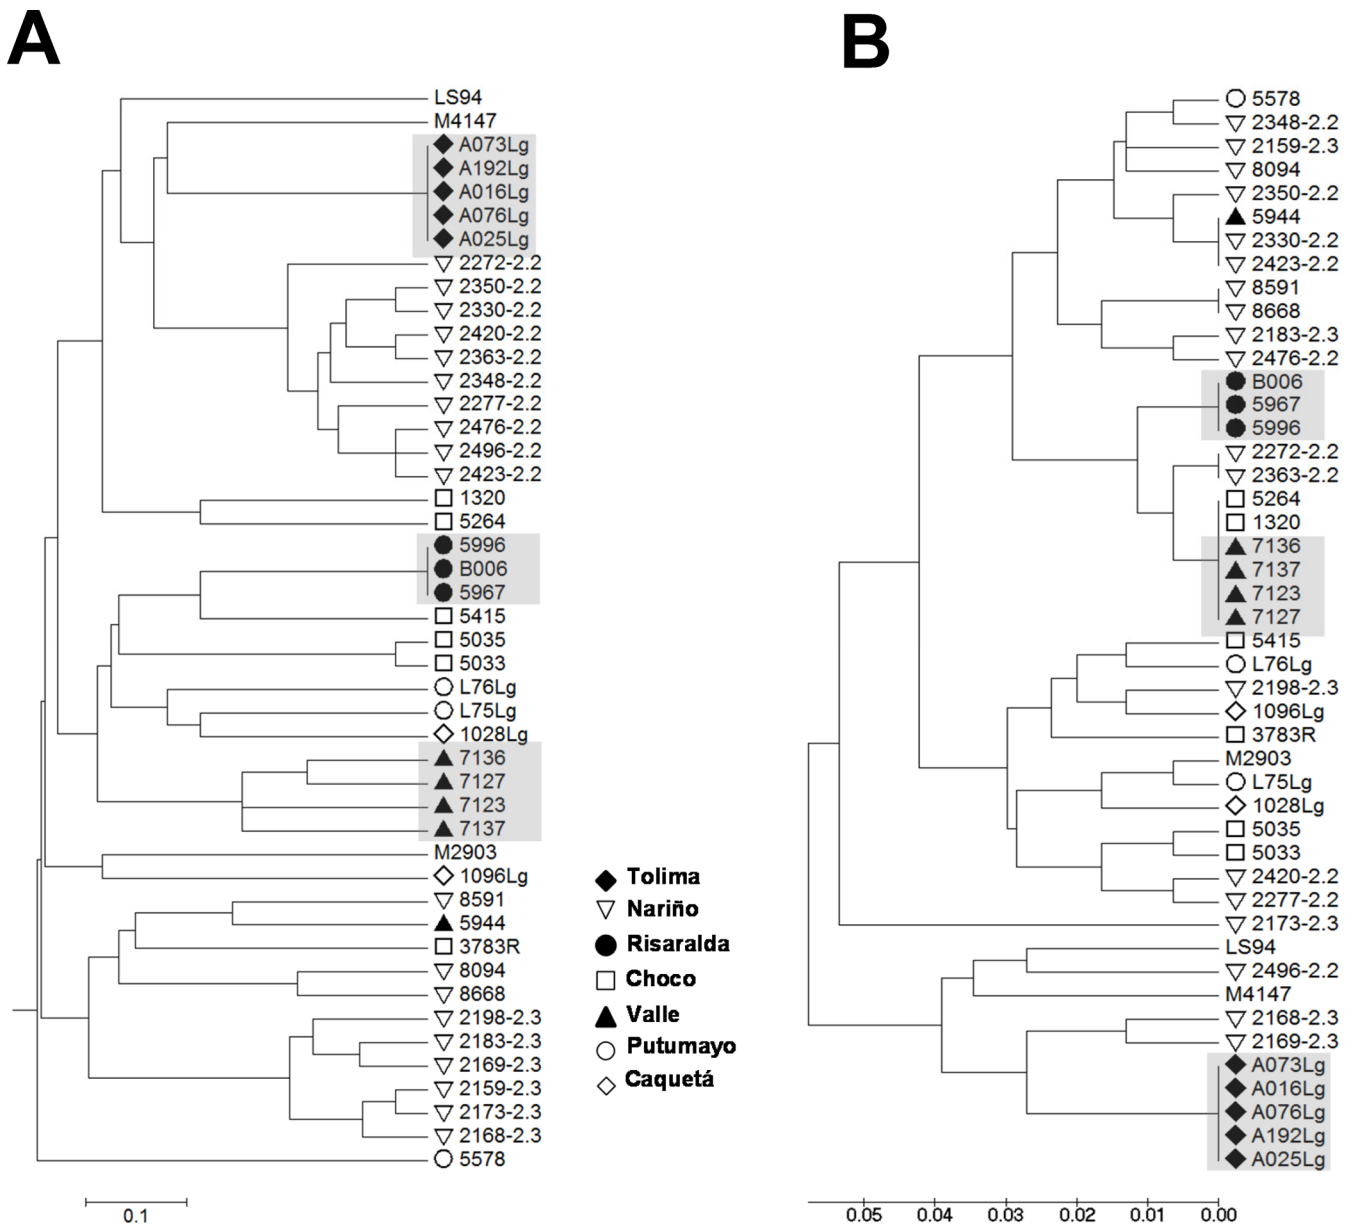 A
LS94
M4147
A073Lg
A192Lg
A016Lg
A076Lg
A025Lg
2272-2.2
2350-2.2
2330-2.2
2420-2.2
2363-2.2
2348-2.2
2277-2.2
2476-2.2
2496-2.2
2423-2.2
1320
5264
5996
B006
5967
5415
5035
5033
L76Lg
L75Lg
1028Lg
7136
7127
7123
7137
M2903
1096Lg
8591
5944
3783R
8094
8668
2198-2.3
2183-2.3
2169-2.3
2159-2.3
2173-2.3
2168-2.3
5578
0.1
Tolima
Nariño
Risaralda
Choco
Valle
Putumayo
Caquetá
B
5578
2348-2.2
2159-2.3
8094
2350-2.2
5944
2330-2.2
2423-2.2
8591
8668
2183-2.3
2476-2.2
B006
5967
5996
2272-2.2
2363-2.2
5264
1320
7136
7137
7123
7127
5415
L76Lg
2198-2.3
1096Lg
3783R
M2903
L75Lg
1028Lg
5035
5033
2420-2.2
2277-2.2
2173-2.3
LS94
2496-2.2
M4147
2168-2.3
2169-2.3
A073Lg
A016Lg
A076Lg
A192Lg
A025Lg
0.05 0.04 0.03 0.02 0.01 0.00